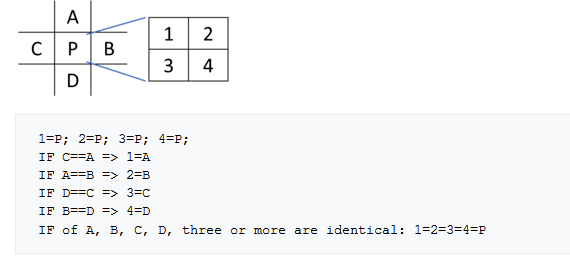 A
1 2
C P B
3 4
D
1=P; 2=P; 3=P; 4=P;
IF C==A => 1=A
IF A==B => 2=B
IF D==C => 3=C
IF B==D => 4=D
IF of A, B, C, D, three or more are identical: 1=2=3=4=P